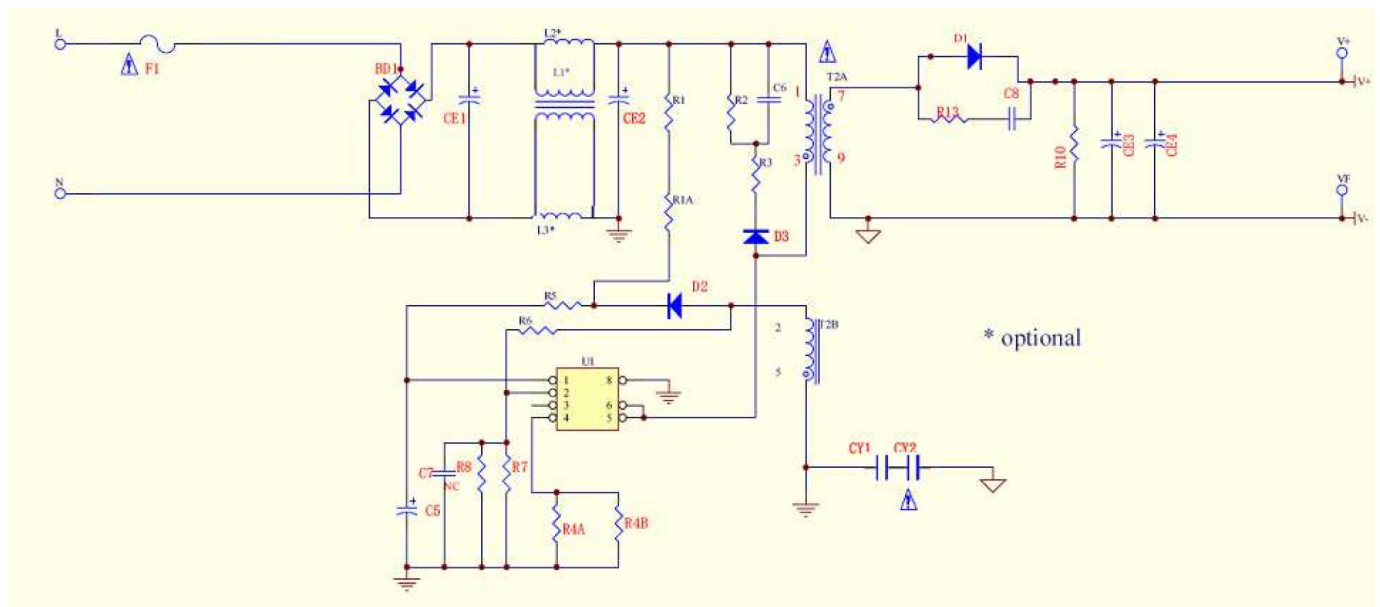 L
F1
BD1
CE1
L2*
L1*
L3*
CE2
R1
R1A
R2
C6
R3
D3
1
3
T2A
7
9
D1
R13
C8
R10
CE3
CE4
V+
V+
VF
V-
N
R5
D2
R6
2
T2B
5
* optional
U1
1
2
3
4
8
6
5
C7
NC
R8
R7
C5
R4A
R4B
CY1
CY2